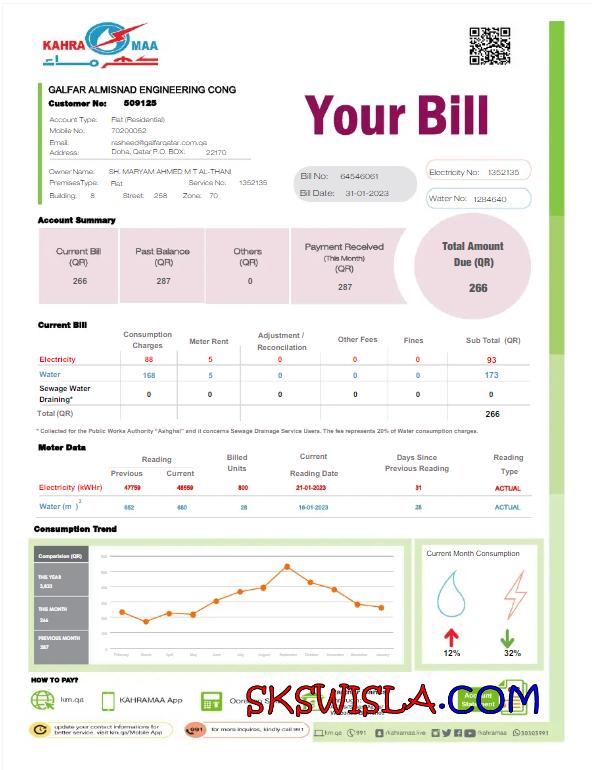 KAHRA MAA
GALFAR ALMISNAD ENGINEERING CONG
Customer No: 509125
Account Type: Flat (Residential)
Mobile No. 70200052
Email: rasheed@galfarqatar.com.qa
Address: Doha, Qatar P.O. BOX: 22170
Owner Name: SH. MARYAM AHMED M T AL-THANI
PremisesType: Flat Service No: 1352135
Building: 8 Street: 258 Zone: 70
Your Bill
Bill No: 64546061
Bill Date: 31-01-2023
Electricity No: 1352135
Water No: 1284640
Account Summary
Current Bill (QR) 266
Past Balance (QR) 287
Others (QR) 0
Payment Received (This Month) (QR) 287
Total Amount Due (QR) 266
Current Bill
Consumption Charges Meter Rent Adjustment / Reconcilation Other Fees Fines Sub Total (QR)
Electricity 88 5 0 0 0 93
Water 168 5 0 0 0 173
Sewage Water Draining* 0 0 0 0 0 0
Total (QR) 266
* Collected for the Public Works Authority "Ashghal" and it concerns Sewage Drainage Service Users. The fee represents 20% of Water consumption charges.
Meter Data
Reading Billed Units Current Reading Date Days Since Previous Reading Reading Type
Previous Current
Electricity (kWHr) 47759 48559 800 21-01-2023 31 ACTUAL
Water (m3) 652 680 28 18-01-2023 28 ACTUAL
Consumption Trend
Comparision (QR)
THIS YEAR
THIS MONTH
266
PREVIOUS MONTH
287
February March April May June July August September October November December January
Current Month Consumption
12% 32%
HOW TO PAY?
km.qa
KAHRAMAA App
SKSWISLA.COM
Account Statement
update your contact informations for
better service, visit km.qa/Mobile App
991 for more inquires, kindly call 991
km.qa 991 /kahramaa.live /kahramaa 30303991